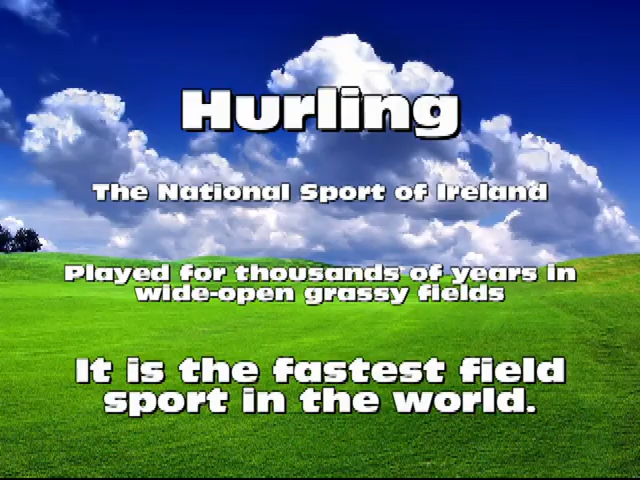 Hurling
The National Sport of Ireland
Played for thousands of years in
wide-open grassy fields
It is the fastest field
sport in the world.